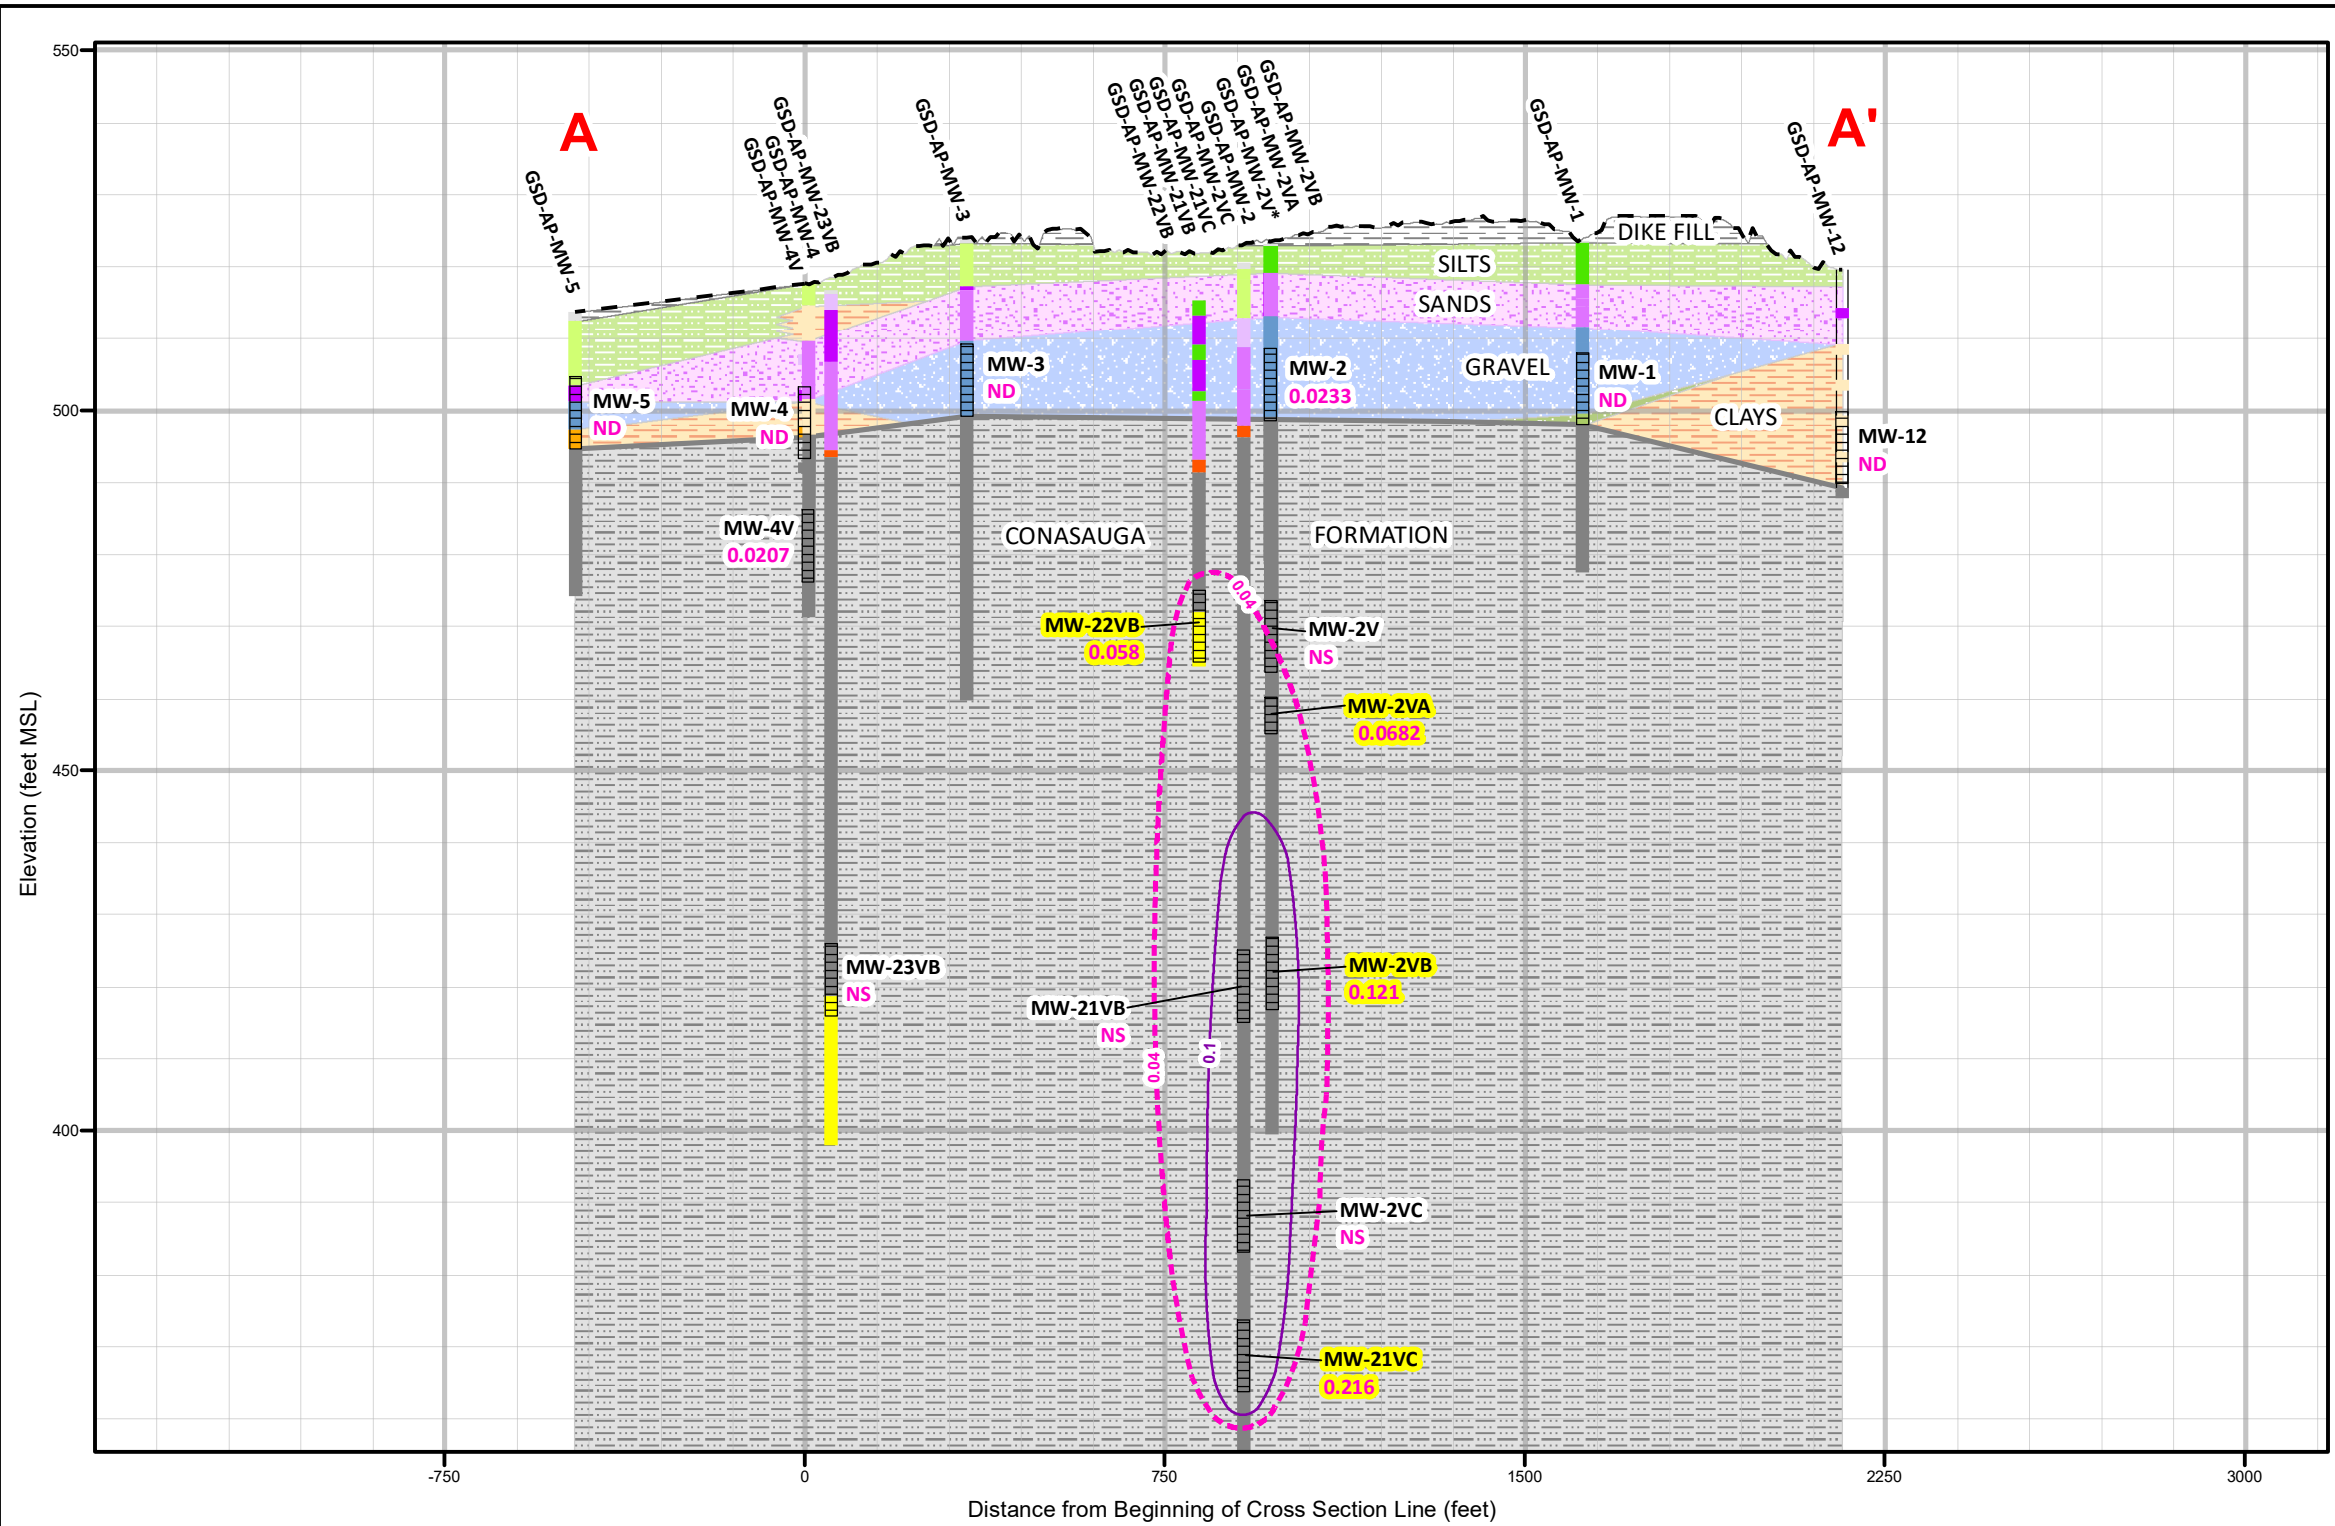 550
500
450
400
Elevation (feet MSL)
A
A'
GSD-AP-MW-5
GSD-AP-MW-4V
GSD-AP-MW-4
GSD-AP-MW-23VB
GSD-AP-MW-3
GSD-AP-MW-22VB
GSD-AP-MW-21VB
GSD-AP-MW-21VC
GSD-AP-MW-2VC
GSD-AP-MW-2
GSD-AP-MW-2V*
GSD-AP-MW-2VA
GSD-AP-MW-2VB
GSD-AP-MW-1
GSD-AP-MW-12
DIKE FILL
SILTS
SANDS
GRAVEL
CLAYS
MW-5
ND
MW-4
ND
MW-3
ND
MW-2
0.0233
MW-1
ND
MW-12
ND
MW-4V
0.0207
CONASAUGA
FORMATION
0.04
MW-22VB
0.058
MW-2V
NS
MW-2VA
0.0682
MW-23VB
NS
MW-2VB
0.121
MW-21VB
NS
0.04
0.1
MW-2VC
NS
MW-21VC
0.216
-750
0
750
1500
2250
3000
Distance from Beginning of Cross Section Line (feet)